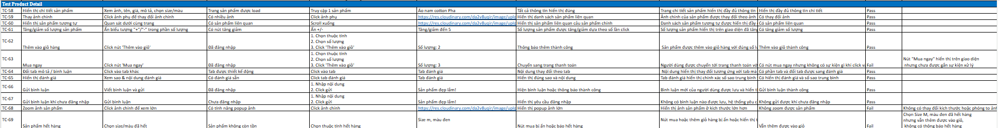 Test Product Detail
TC-58 Hiển thị chi tiết sản phẩm Xem ảnh, tên, giá, mô tả, chọn size/màu Trang sản phẩm được load Truy cập 1 sản phẩm Áo nam cotton Pha Tất cả thông tin hiển thị đúng Trang chi tiết sản phẩm hiển thị đầy đủ thông tin Hiển thị đầy đủ thông tin chi tiết Pass
TC-59 Thay ảnh chính Click ảnh phụ để thay đổi ảnh chính Có nhiều ảnh Click ảnh phụ https://res.cloudinary.com/da2v8uqir/image/uplo Hiển thị danh sách sản phẩm liên quan Ảnh chính của sản phẩm được thay đổi theo ảnh Có thay đổi ảnh Pass
TC-60 Hiển thị sản phẩm tương tự Quan sát dưới cùng trang Có sản phẩm liên quan Scroll xuống https://res.cloudinary.com/da2v8uqir/image/uplo Hiển thị sản phẩm liên quan cảu sản phẩm chính Danh sách sản phẩm tương tự được hiển thị đầy Có sản phẩm liên quan Pass
TC-61 Tăng/giảm số lượng sản phẩm Ấn biểu tượng "+"/"-" trong phần số lượng Có nút tăng giảm Ấn +/- Tăng/giảm đến 5 Số lượng sản phẩm được tăng/giảm dựa theo số lần click Số lượng sản phẩm hiển thị trên giao diện đã tăng Có tăng giảm số lượng Pass
1. Chọn thuộc tính
TC-62 2. Chọn số lượng
Thêm vào giỏ hàng Click nút 'Thêm vào giỏ' Đã đăng nhập 3. Click 'Thêm vào giỏ' Số lượng: 2 Thông báo thêm thành công Sản phẩm được thêm vào giỏ hàng với đúng số Thêm vào giỏ thành công Pass
1. Chọn thuộc tính
TC-63 2. Chọn số lượng Nút "Mua ngay" hiển thị trên giao diện
Mua ngay Click nút 'Mua ngay' Đã đăng nhập 3. Click 'Thêm vào giỏ' Số lượng: 3 Chuyển sang trang thanh toán Người dùng được chuyển tới trang thanh toán với Có nút mua ngay nhưng không có sự kiện gì khi click Fail nhưng chưa được gắn sự kiện xử lý
TC-64 Đổi tab mô tả / bình luận Click vào tab khác Tab được thiết kế động Click vào tab Tab đánh giá Nội dung thay đổi theo tab Nội dung hiển thị thay đổi tương ứng với tab mà Có phần tab và đổi tab được sang đánh giá Pass
TC-65 Hiển thị đánh giá Xem sao & nội dung đánh giá Có đánh giá sẵn Click tab đánh giá Tab đánh giá Hiển thị đúng sao và nội dung Tab đánh giá hiển thị chính xác số sao trung bình Có hiển thị đánh giá và số sao trung bình Pass
TC-66 1. Nhập nội dung
Gửi bình luận Viết bình luận và gửi Đã đăng nhập 2. Click gửi Sản phẩm đẹp lắm! Hiện bình luận hoặc thông báo thành công Bình luận mới của người dùng được lưu và hiển Gửi bình luận thành công Pass
TC-67 1. Nhập nội dung
Gửi bình luận khi chưa đăng nhập Gửi bình luận Chưa đăng nhập 2. Click gửi Sản phẩm đẹp lắm! Hiển thị yêu cầu đăng nhập Không có bình luận nào được lưu, hệ thống yêu Không gửi được khi chưa đăng nhập Pass
TC-68 Zoom ảnh sản phẩm Click ảnh chính để xem lớn Có tính năng popup ảnh Click ảnh chính https://res.cloudinary.com/da2v8uqir/image/uplo Hiển thị popup ảnh lớn Hiển thị ảnh sản phẩm ở kích thước lớn hơn Không zoom được sản phẩm Fail Không có thay đổi kích thước hoặc phóng to ảnh
Chọn Size M, màu đen đã hết hàng
TC-69 Size m, màu đen Nút mua hoặc thêm giỏ hàng bị ẩn hoặc hiển thị nhưng vẫn thêm được vào giỏ,
Sản phẩm hết hàng Chọn size/màu đã hết Sản phẩm không còn tồn Chọn thuộc tính hết hàng Nút mua bị ẩn hoặc báo hết hàng Vẫn thêm được vào giỏ Fail không có thông báo hết hàng